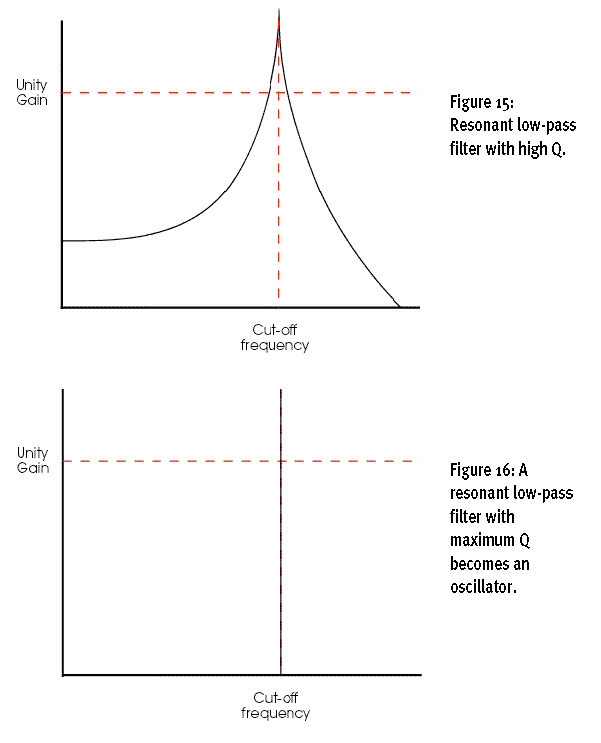 Unity
Gain
Figure 15:
Resonant low-pass
filter with high Q.
Cut-off
frequency
Unity
Gain
Figure 16: A
resonant low-pass
filter with
maximum Q
becomes an
oscillator.
Cut-off
frequency